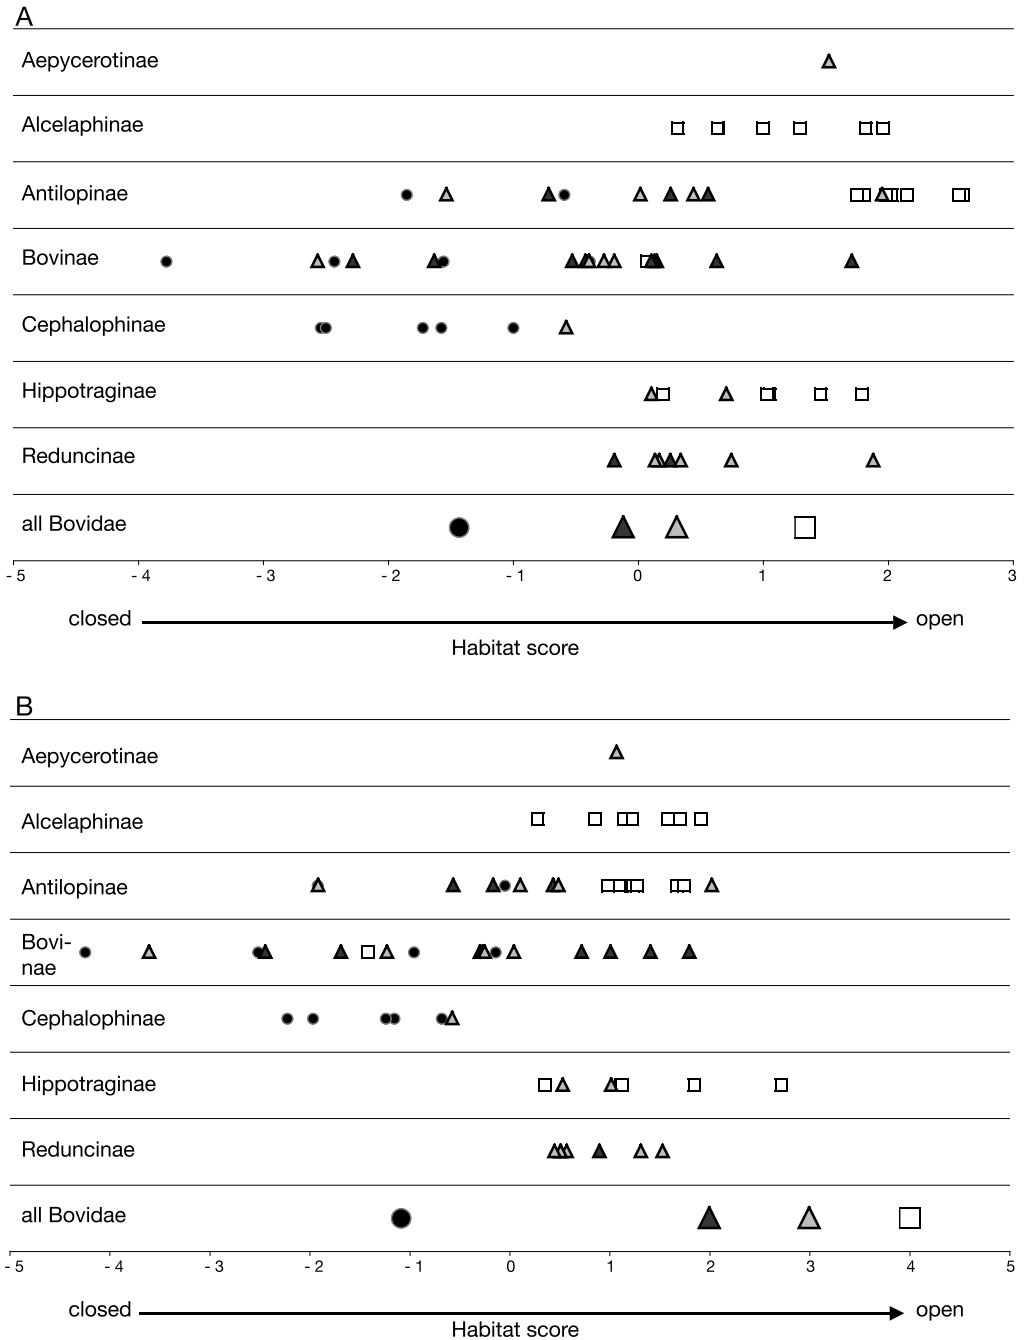 A
Aepycerotinae
Alcelaphinae
Antilopinae
Bovinae
Cephalophinae
Hippotraginae
Reduncinae
all Bovidae
- 5 - 4 - 3 - 2 - 1 0 1 2 3
closed open
Habitat score
B
Aepycerotinae
Alcelaphinae
Antilopinae
Bovi-
nae
Cephalophinae
Hippotraginae
Reduncinae
all Bovidae
- 5 - 4 - 3 - 2 - 1 0 1 2 3 4 5
closed open
Habitat score